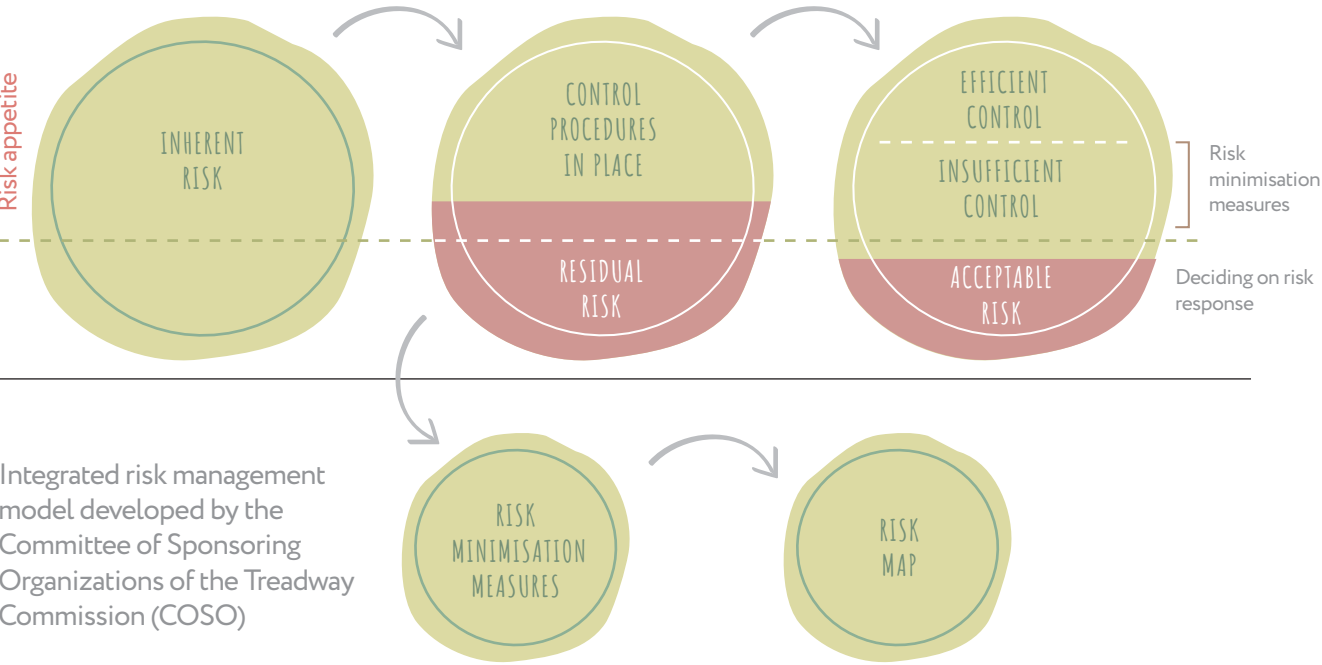 Risk appetite
INHERENT
RISK
CONTROL
PROCEDURES
IN PLACE
RESIDUAL
RISK
EFFICIENT
CONTROL
INSUFFICIENT
CONTROL
ACCEPTABLE
RISK
Risk
minimisation
measures
Deciding on risk
response
Integrated risk management
model developed by the
Committee of Sponsoring
Organizations of the Treadway
Commission (COSO)
RISK
MINIMISATION
MEASURES
RISK
MAP